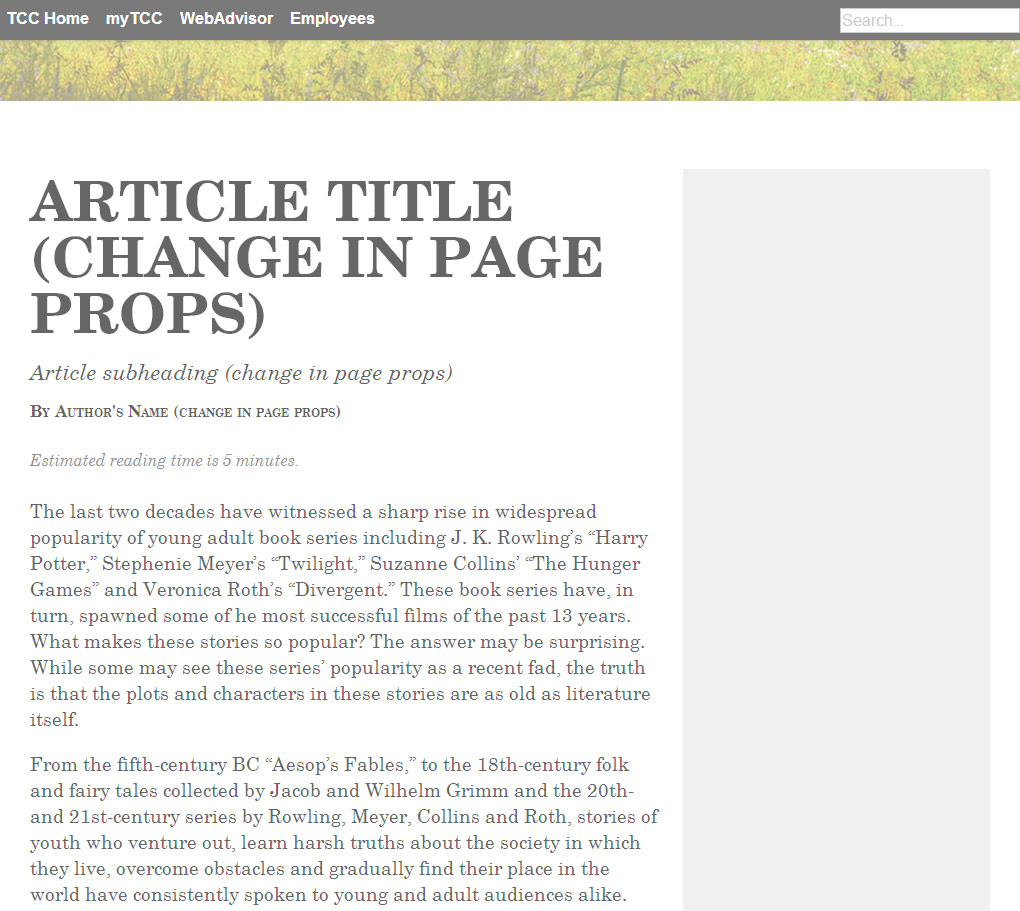 TCC Home myTCC WebAdvisor Employees Search...
ARTICLE TITLE
(CHANGE IN PAGE
PROPS)
Article subheading (change in page props)
By Author's Name (change in page props)
Estimated reading time is 5 minutes.
The last two decades have witnessed a sharp rise in widespread
popularity of young adult book series including J. K. Rowling’s “Harry
Potter,” Stephenie Meyer’s “Twilight,” Suzanne Collins’ “The Hunger
Games” and Veronica Roth’s “Divergent.” These book series have, in
turn, spawned some of he most successful films of the past 13 years.
What makes these stories so popular? The answer may be surprising.
While some may see these series’ popularity as a recent fad, the truth
is that the plots and characters in these stories are as old as literature
itself.
From the fifth-century BC “Aesop’s Fables,” to the 18th-century folk
and fairy tales collected by Jacob and Wilhelm Grimm and the 20th-
and 21st-century series by Rowling, Meyer, Collins and Roth, stories of
youth who venture out, learn harsh truths about the society in which
they live, overcome obstacles and gradually find their place in the
world have consistently spoken to young and adult audiences alike.